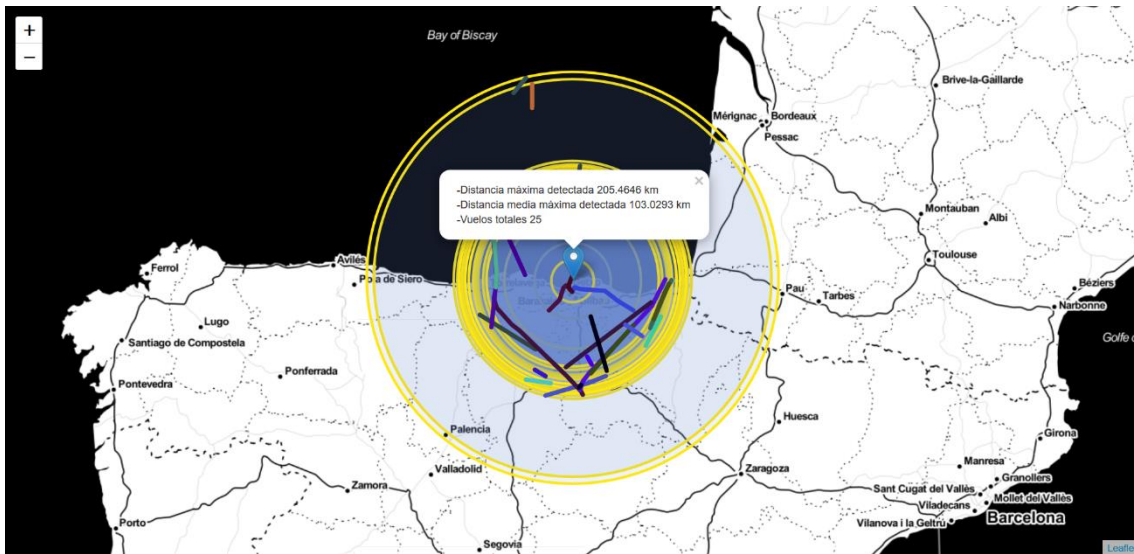 +
−
Bay of Biscay
Brive-la-Gaillarde
Mérignac
Bordeaux
Pessac
×
-Distancia máxima detectada 205.4646 km
-Distancia media máxima detectada 103.0293 km
-Vuelos totales 25
Montauban
Albi
Ferrol
Avilés
Pola de Siero
Toulouse
Béziers
Pau
Tarbes
Narbonne
Lugo
Santiago de Compostela
Golfe
Ponferrada
Pontevedra
Huesca
Palencia
Girona
Valladolid
Zaragoza
Manresa
Granollers
Zamora
Sant Cugat del Vallès
Mollet del Vallès
Viladecans
Barcelona
Porto
Vilanova i la Geltrú
Segovia
Leafle